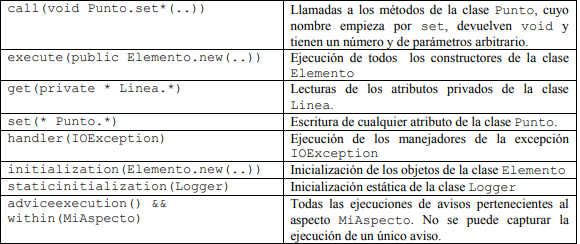 call(void Punto.set*(..))
Llamadas a los métodos de la clase Punto, cuyo
nombre empieza por set, devuelven void y
tienen un número y de parámetros arbitrario.
execute(public Elemento.new(..))
Ejecución de todos los constructores de la clase
Elemento
get(private * Linea.*)
Lecturas de los atributos privados de la clase
Linea.
set(* Punto.*)
Escritura de cualquier atributo de la clase Punto.
handler(IOException)
Ejecución de los manejadores de la excepción
IOException
initialization(Elemento.new(..))
Inicialización de los objetos de la clase Elemento
staticinitialization(Logger)
Inicialización estática de la clase Logger
adviceexecution() &&
within(MiAspecto)
Todas las ejecuciones de avisos pertenecientes al
aspecto MiAspecto. No se puede capturar la
ejecución de un único aviso.